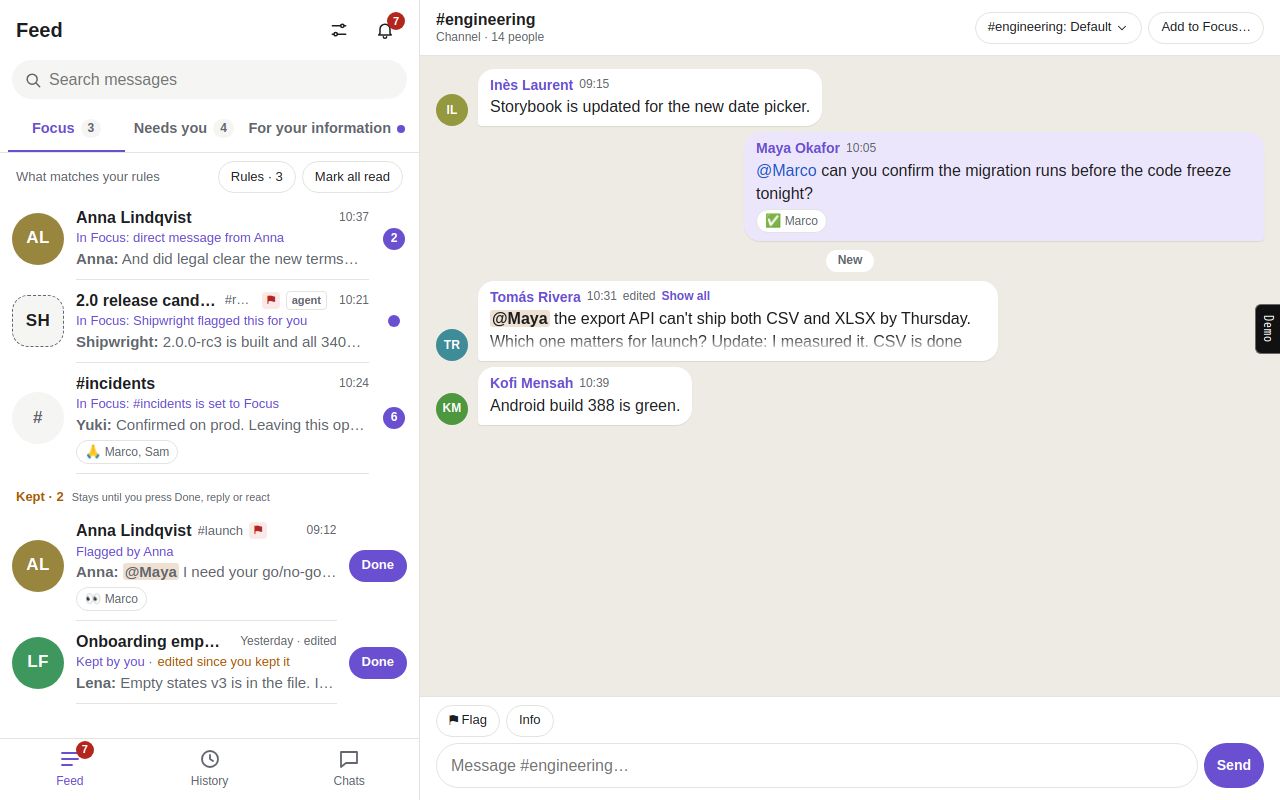 Feed
7
Search messages
Focus 3
Needs you 4
For your information
What matches your rules
Rules · 3
Mark all read
AL
Anna Lindqvist
10:37
In Focus: direct message from Anna
Anna: And did legal clear the new terms…
2
SH
2.0 release cand… #r… agent 10:21
In Focus: Shipwright flagged this for you
Shipwright: 2.0.0-rc3 is built and all 340…
#
#incidents
10:24
In Focus: #incidents is set to Focus
Yuki: Confirmed on prod. Leaving this op…
6
🙏 Marco, Sam
Kept · 2 Stays until you press Done, reply or react
AL
Anna Lindqvist #launch 09:12
Flagged by Anna
Anna: @Maya I need your go/no-go…
Done
👀 Marco
LF
Onboarding emp… Yesterday · edited
Kept by you · edited since you kept it
Lena: Empty states v3 is in the file. I…
Done
7
Feed
History
Chats
#engineering
Channel · 14 people
#engineering: Default
Add to Focus…
IL
Inès Laurent 09:15
Storybook is updated for the new date picker.
Maya Okafor 10:05
@Marco can you confirm the migration runs before the code freeze
tonight?
✅ Marco
New
TR
Tomás Rivera 10:31 edited Show all
@Maya the export API can't ship both CSV and XLSX by Thursday.
Which one matters for launch? Update: I measured it. CSV is done
KM
Kofi Mensah 10:39
Android build 388 is green.
Demo
Flag
Info
Message #engineering…
Send